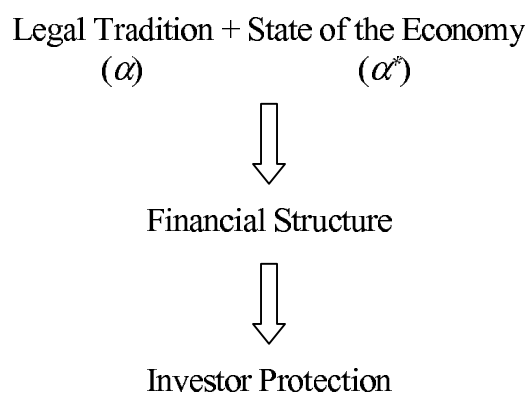 Legal Tradition + State of the Economy
(α) (α*)
Financial Structure
Investor Protection